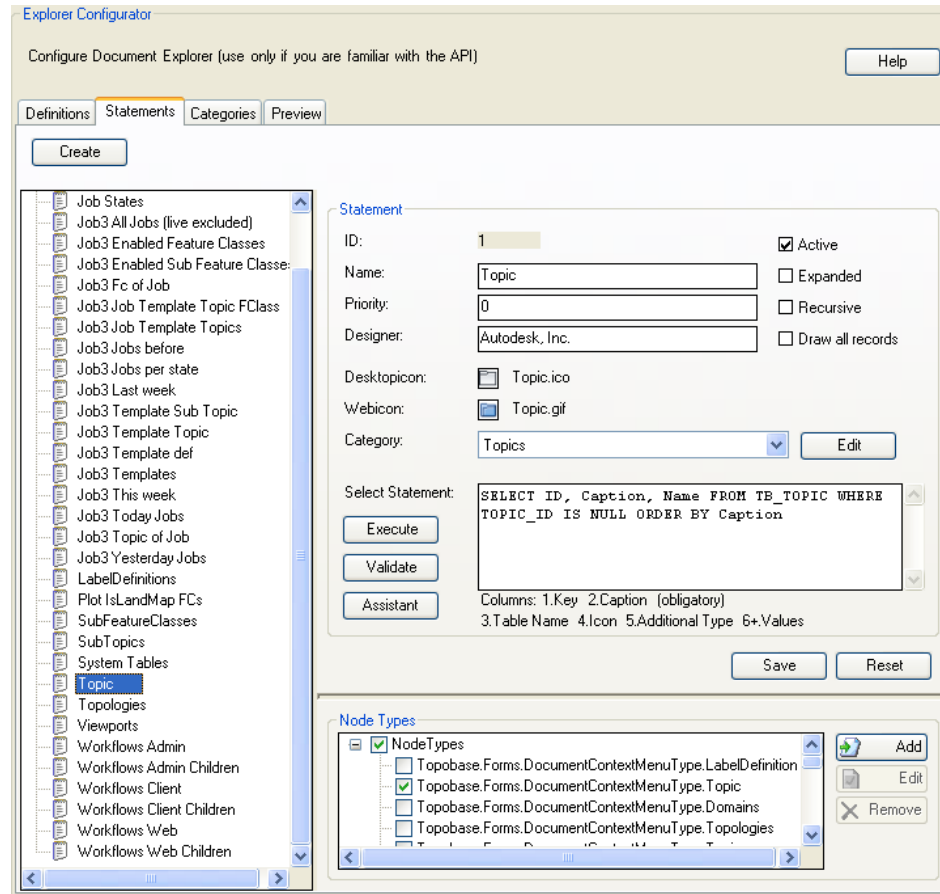 Explorer Configurator
Configure Document Explorer (use only if you are familiar with the API)
Help
Definitions
Statements
Categories
Preview
Create
Job States
Job3 All Jobs (live excluded)
Job3 Enabled Feature Classes
Job3 Enabled Sub Feature Classe
Job3 Fc of Job
Job3 Job Template Topic FClass
Job3 Job Template Topics
Job3 Jobs before
Job3 Jobs per state
Job3 Last week
Job3 Template Sub Topic
Job3 Template Topic
Job3 Template def
Job3 Templates
Job3 This week
Job3 Today Jobs
Job3 Topic of Job
Job3 Yesterday Jobs
LabelDefinitions
Plot IsLandMap FCs
SubFeatureClasses
SubTopics
System Tables
Topic
Topologies
Viewports
Workflows Admin
Workflows Admin Children
Workflows Client
Workflows Client Children
Workflows Web
Workflows Web Children
Statement
ID: 1
Active
Name: Topic
Expanded
Priority: 0
Recursive
Designer: Autodesk, Inc.
Draw all records
Desktopicon: Topic.ico
Webicon: Topic.gif
Category: Topics
Edit
Select Statement:
SELECT ID, Caption, Name FROM TB_TOPIC WHERE
TOPIC_ID IS NULL ORDER BY Caption
Execute
Validate
Assistant
Columns: 1.Key 2.Caption (obligatory)
3.Table Name 4.Icon 5.Additional Type 6+.Values
Save
Reset
Node Types
NodeTypes
Topobase.Forms.DocumentContextMenuType.LabelDefinition
Topobase.Forms.DocumentContextMenuType.Topic
Topobase.Forms.DocumentContextMenuType.Domains
Topobase.Forms.DocumentContextMenuType.Topologies
Add
Edit
Remove